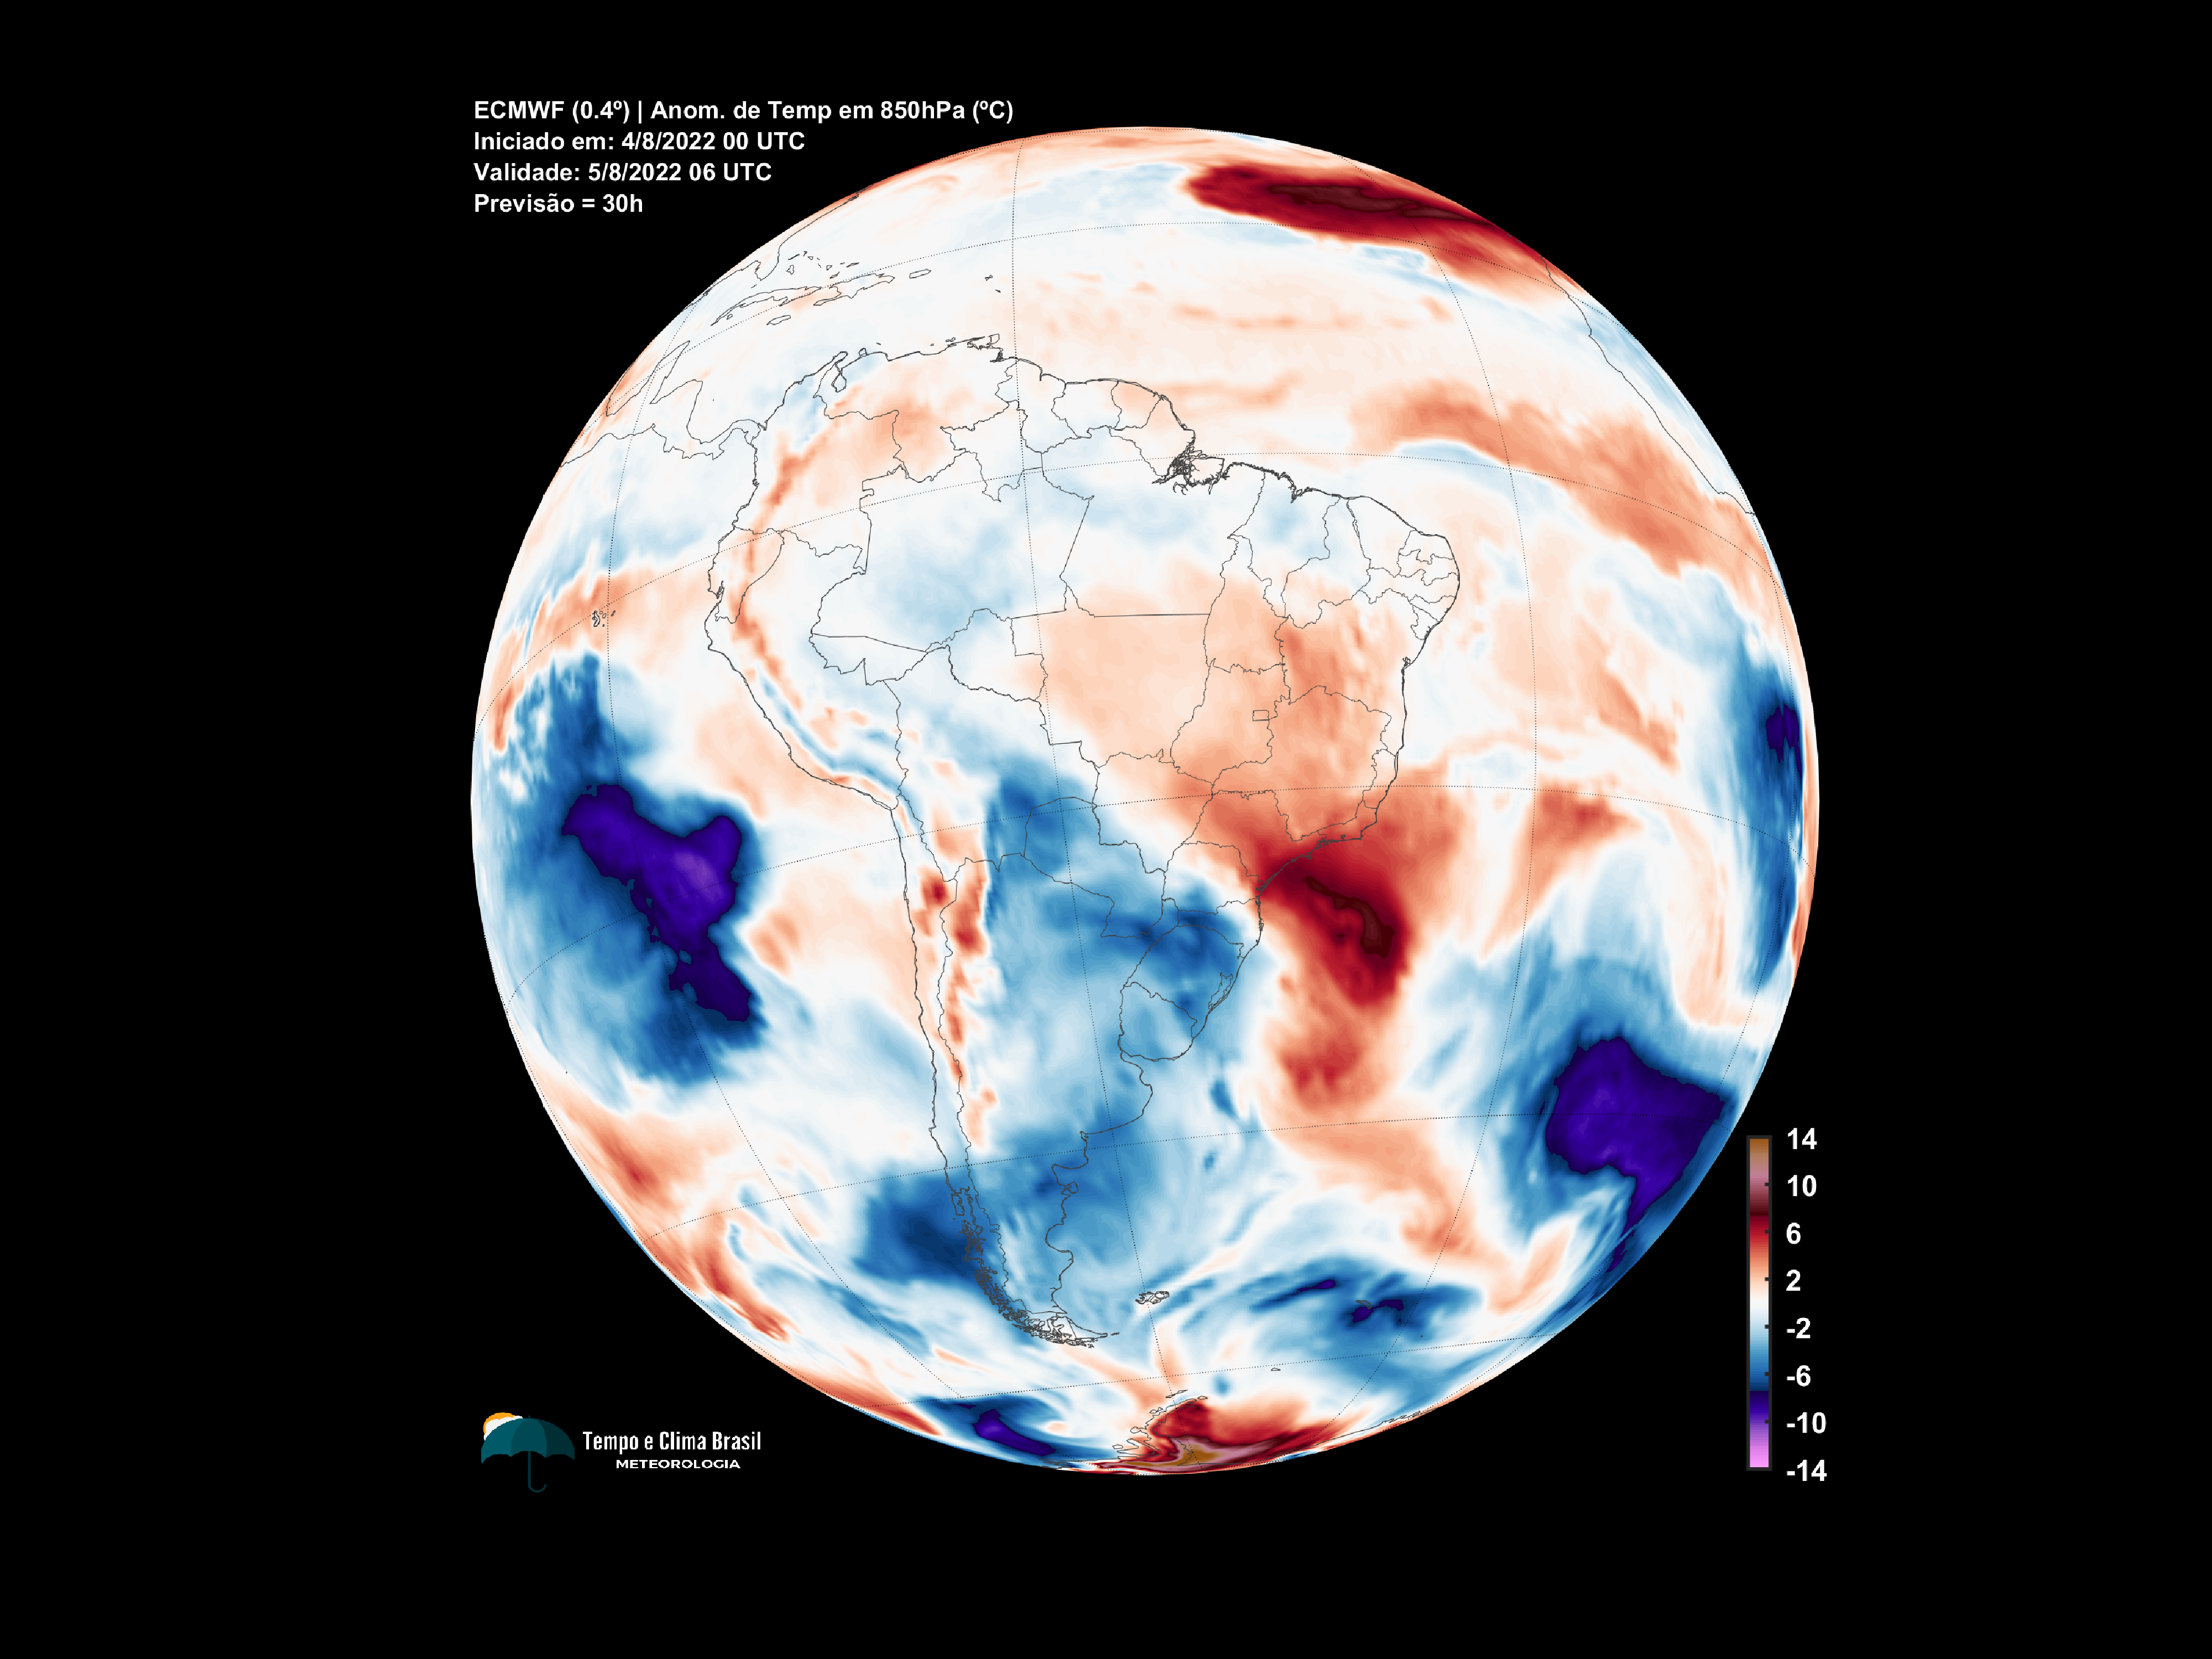 ECMWF (0.4º) | Anom. de Temp em 850hPa (ºC)
Iniciado em: 4/8/2022 00 UTC
Validade: 5/8/2022 06 UTC
Previsão = 30h
14
10
6
2
-2
-6
-10
-14
Tempo e Clima Brasil
METEOROLOGIA